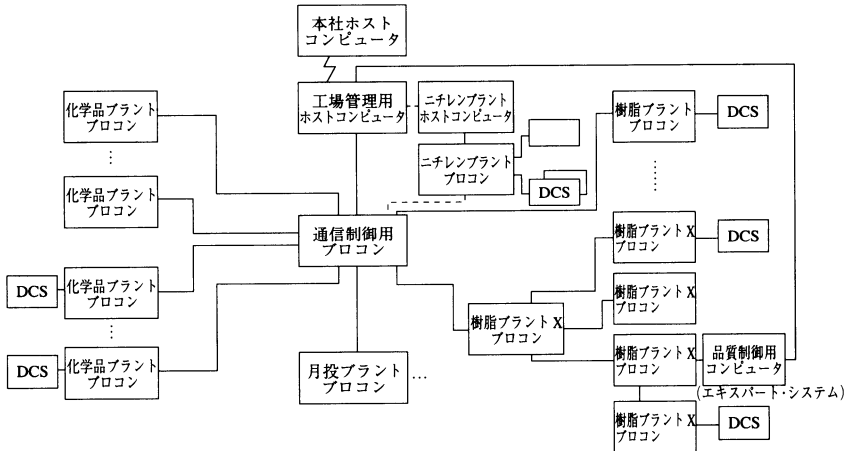 本社ホスト
コンピュータ
工場管理用
ホストコンピュータ
ニチレンプラント
ホストコンピュータ
ニチレンプラント
プロコン
DCS
化学品プラント
プロコン
⋮
化学品プラント
プロコン
DCS
化学品プラント
プロコン
⋮
DCS
化学品プラント
プロコン
通信制御用
プロコン
月投プラント
プロコン
…
樹脂プラント
プロコン
DCS
⋮
樹脂プラントX
プロコン
DCS
樹脂プラントX
プロコン
樹脂プラントX
プロコン
樹脂プラントX
プロコン
品質制御用
コンピュータ
(エキスパート・システム)
樹脂プラントX
プロコン
DCS